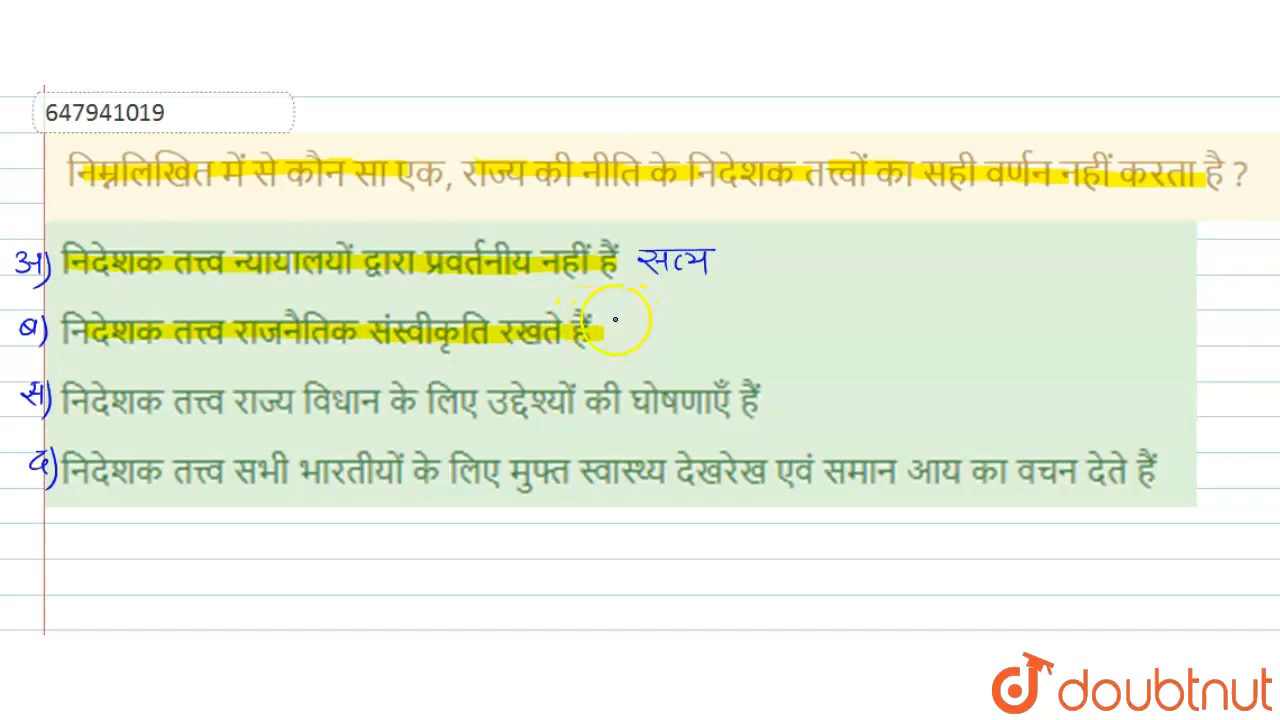 647941019
निम्नलिखित में से कौन सा एक, राज्य की नीति के निदेशक तत्त्वों का सही वर्णन नहीं करता है ?
अ) निदेशक तत्त्व न्यायालयों द्वारा प्रवर्तनीय नहीं हैं सत्य
ब) निदेशक तत्त्व राजनैतिक संस्वीकृति रखते हैं
स) निदेशक तत्त्व राज्य विधान के लिए उद्देश्यों की घोषणाएँ हैं
द) निदेशक तत्त्व सभी भारतीयों के लिए मुफ्त स्वास्थ्य देखरेख एवं समान आय का वचन देते हैं
doubtnut